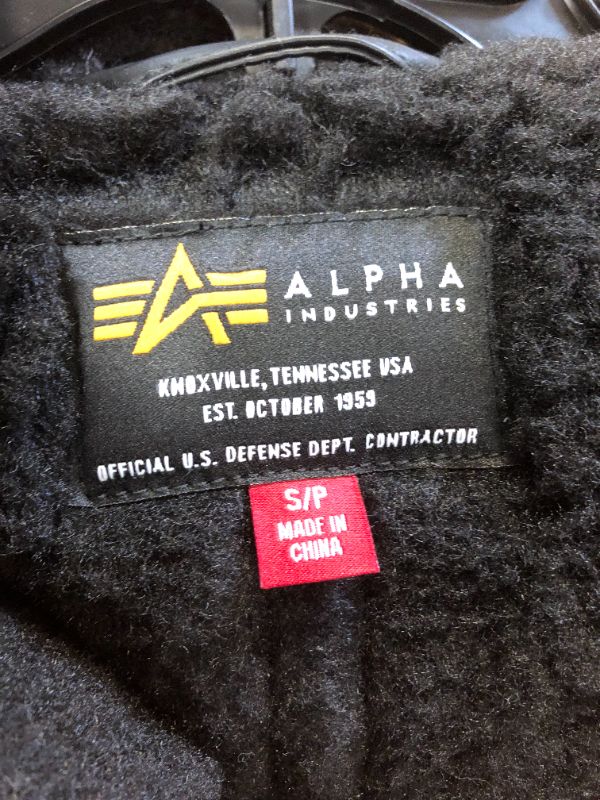 ALPHA
INDUSTRIES
KNOXVILLE, TENNESSEE USA
EST. OCTOBER 1959
OFFICIAL U.S. DEFENSE DEPT. CONTRACTOR
S/P
MADE IN
CHINA